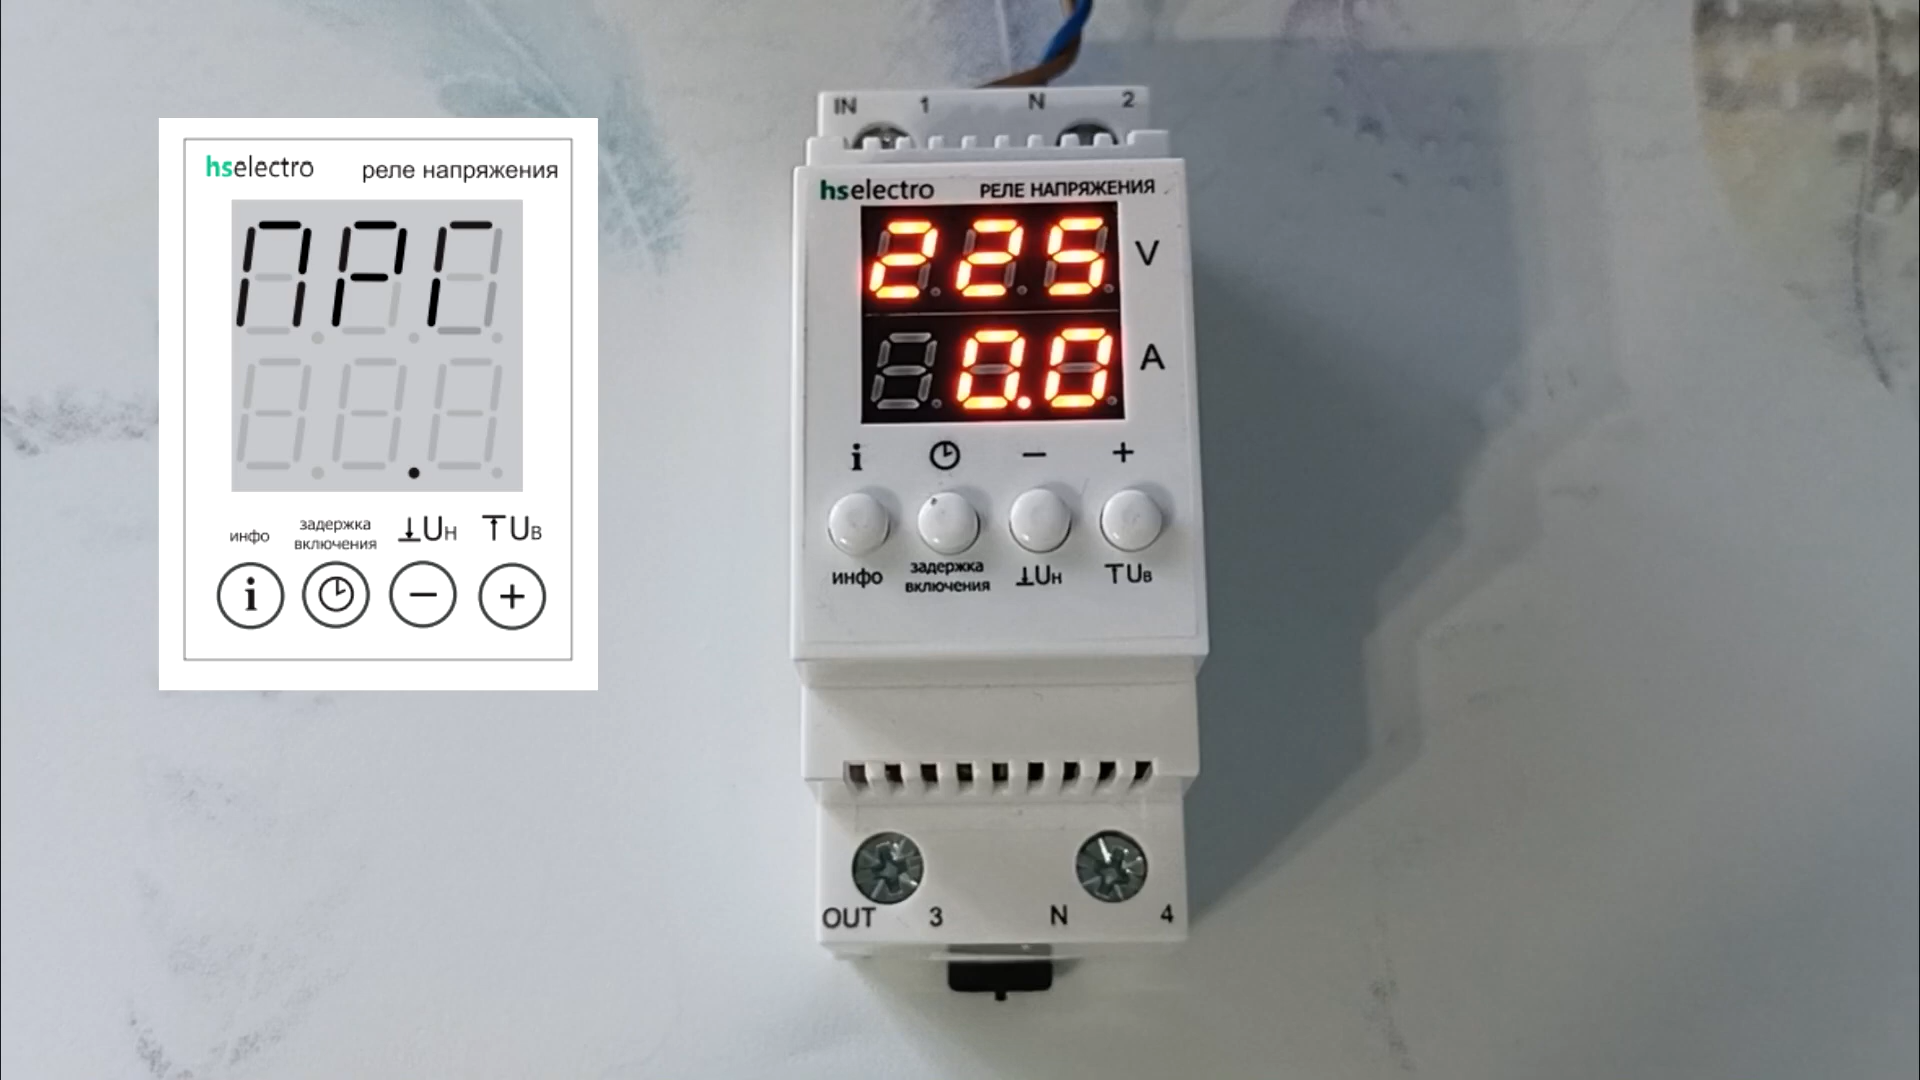 hselectro реле напряжения
ПРГ
.
инфо задержка включения ⊥Uн ⊤Uв
i − +
IN 1 N 2
hselectro РЕЛЕ НАПРЯЖЕНИЯ
225 V
0.0 A
i − +
инфо задержка включения ⊥Uн ⊤Uв
OUT 3 N 4